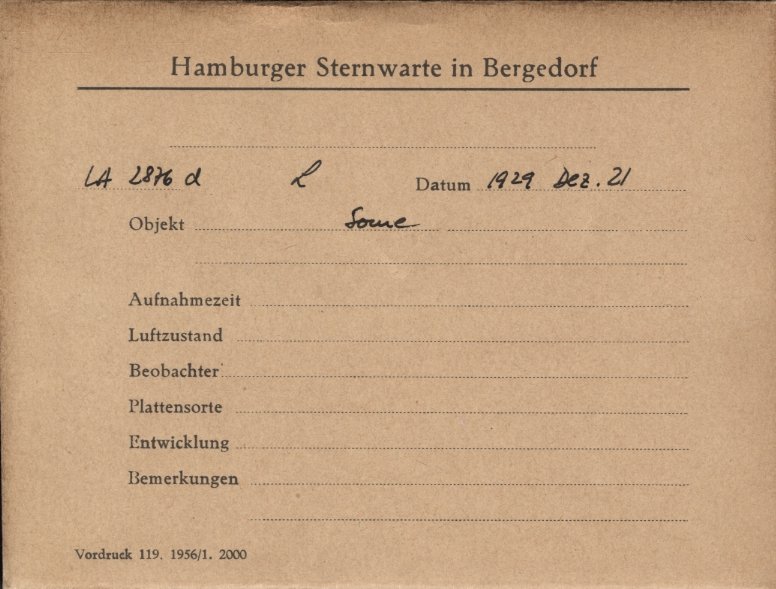 Hamburger Sternwarte in Bergedorf
LA 2876 d L Datum 1929 Dez. 21
Objekt Sonne
Aufnahmezeit
Luftzustand
Beobachter
Plattensorte
Entwicklung
Bemerkungen
Vordruck 119. 1956/1. 2000